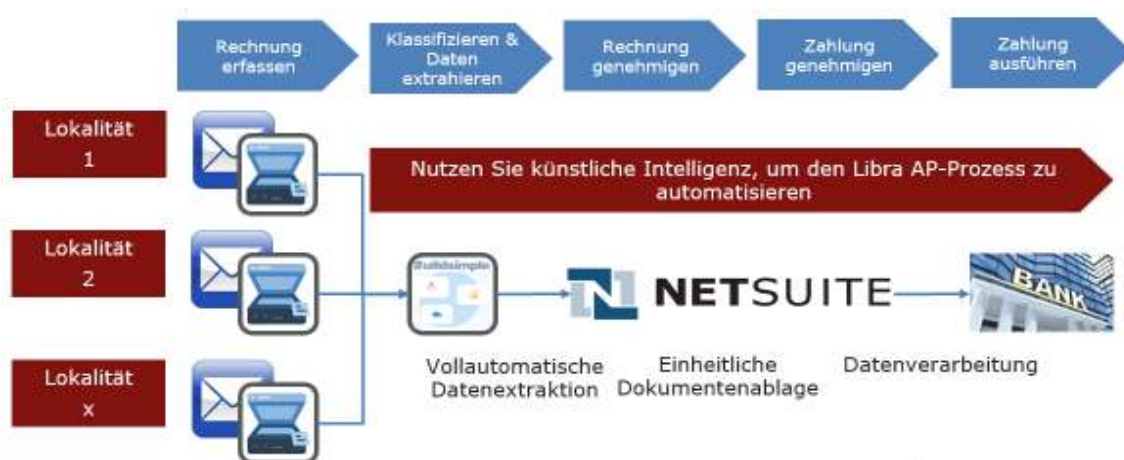 Rechnung
erfassen
Klassifizieren &
Daten
extrahieren
Rechnung
genehmigen
Zahlung
genehmigen
Zahlung
ausführen
Lokalität
1
Nutzen Sie künstliche Intelligenz, um den Libra AP-Prozess zu
automatisieren
Lokalität
2
Buildsimple
N NETSUITE
BANK
Vollautomatische
Datenextraktion
Einheitliche
Dokumentenablage
Datenverarbeitung
Lokalität
x